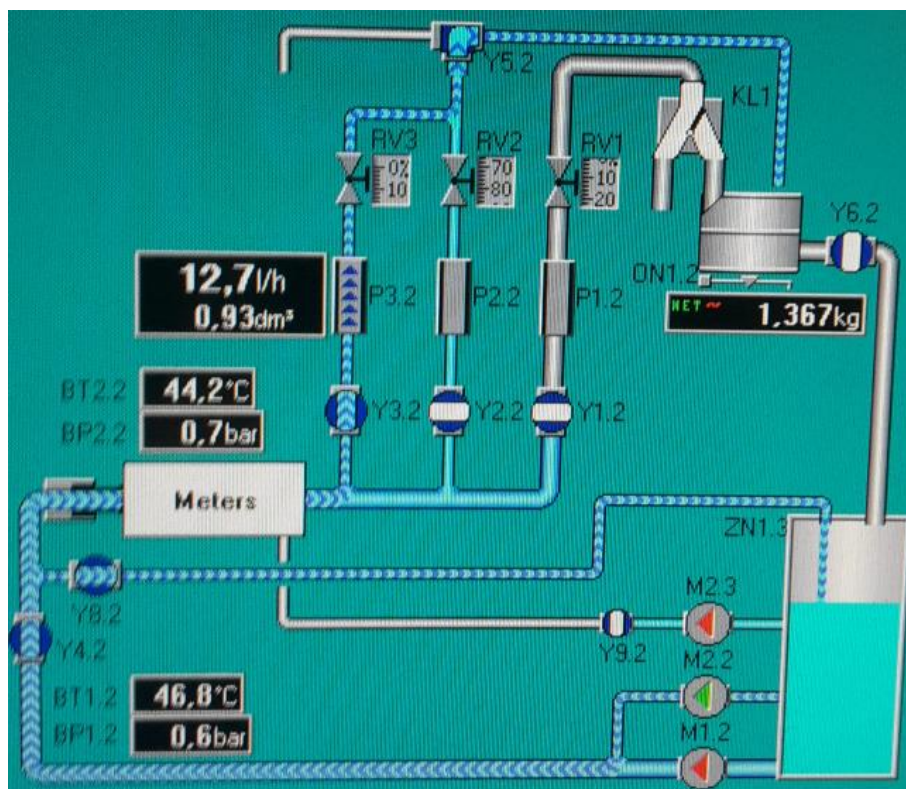 Y5.2
KL1
RV3
RV2
RV1
0%
10
70
80
10
20
Y6.2
12,7l/h
0,93dm³
P3.2
P2.2
P1.2
ON1.2
NET
1,367kg
BT2.2
44,2°C
BP2.2
0,7bar
Y3.2
Y2.2
Y1.2
Meters
ZN1.3
Y8.2
M2.3
Y4.2
Y9.2
M2.2
BT1.2
46,8°C
BP1.2
0,6bar
M1.2